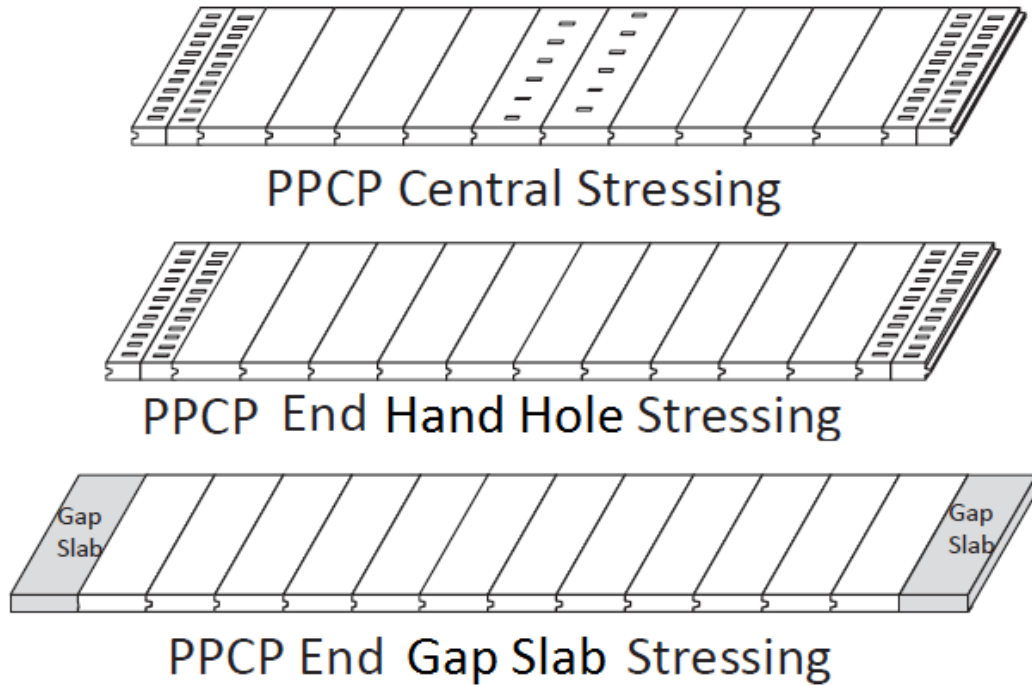 PPCP Central Stressing
PPCP End Hand Hole Stressing
Gap
Slab
Gap
Slab
PPCP End Gap Slab Stressing